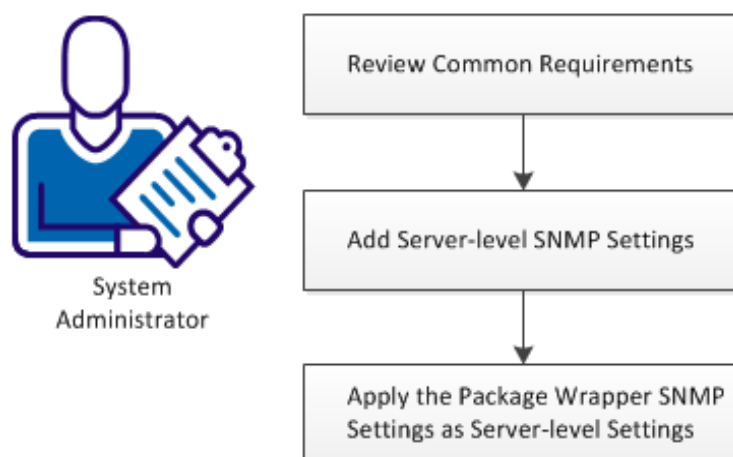 Review Common Requirements
Add Server-level SNMP Settings
System
Administrator
Apply the Package Wrapper SNMP
Settings as Server-level Settings